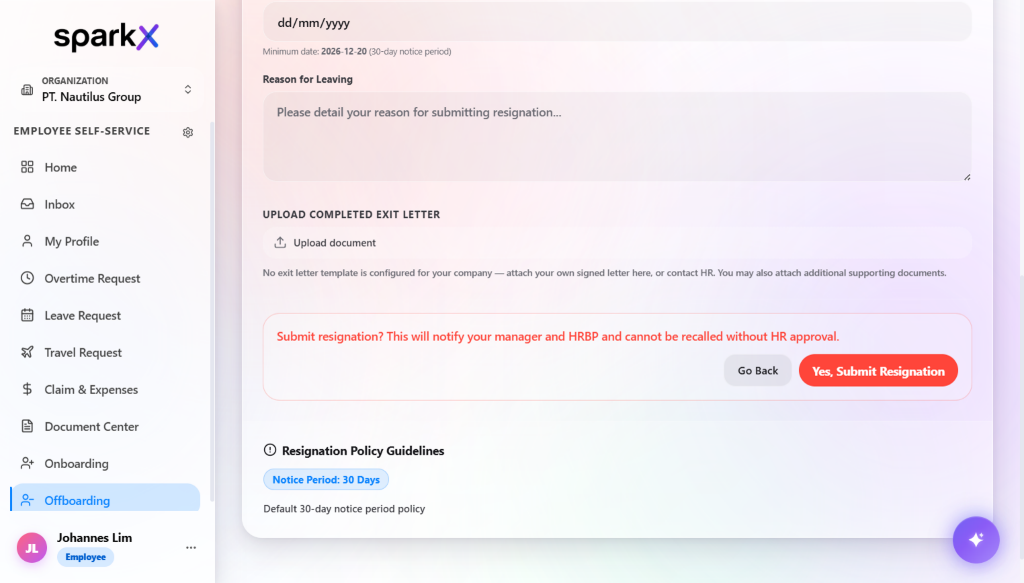 sparkX
ORGANIZATION
PT. Nautilus Group
EMPLOYEE SELF-SERVICE
Home
Inbox
My Profile
Overtime Request
Leave Request
Travel Request
Claim & Expenses
Document Center
Onboarding
Offboarding
JL
Johannes Lim
Employee
dd/mm/yyyy
Minimum date: 2026-12-20 (30-day notice period)
Reason for Leaving
Please detail your reason for submitting resignation...
UPLOAD COMPLETED EXIT LETTER
Upload document
No exit letter template is configured for your company — attach your own signed letter here, or contact HR. You may also attach additional supporting documents.
Submit resignation? This will notify your manager and HRBP and cannot be recalled without HR approval.
Go Back
Yes, Submit Resignation
Resignation Policy Guidelines
Notice Period: 30 Days
Default 30-day notice period policy